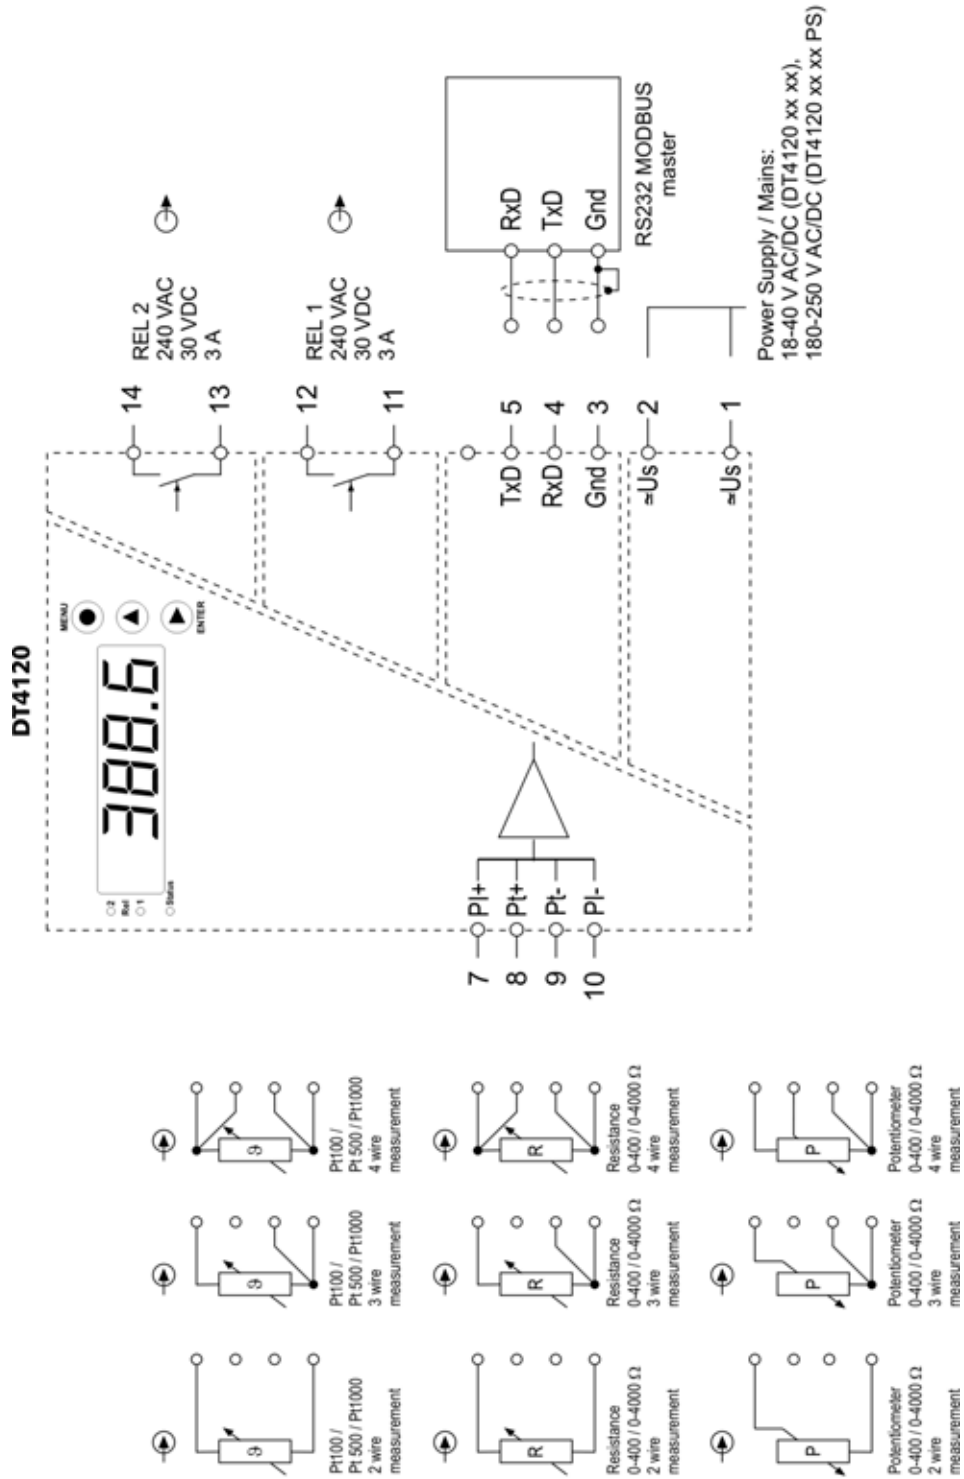 DT4120
2
Rel
1
Status
388.6
MENU
ENTER
14
13
REL 2
240 VAC
30 VDC
3 A
12
11
REL 1
240 VAC
30 VDC
3 A
TxD
5
RxD
4
Gnd
3
≂Us
2
≂Us
1
RxD
TxD
Gnd
RS232 MODBUS
master
Power Supply / Mains:
18-40 V AC/DC (DT4120 xx xx),
180-250 V AC/DC (DT4120 xx xx PS)
7
PI+
8
Pt+
9
Pt-
10
PI-
ϑ
Pt100 /
Pt 500 / Pt1000
2 wire
measurement
ϑ
Pt100 /
Pt 500 / Pt1000
3 wire
measurement
ϑ
Pt100 /
Pt 500 / Pt1000
4 wire
measurement
R
Resistance
0-400 / 0-4000 Ω
2 wire
measurement
R
Resistance
0-400 / 0-4000 Ω
3 wire
measurement
R
Resistance
0-400 / 0-4000 Ω
4 wire
measurement
P
Potentiometer
0-400 / 0-4000 Ω
2 wire
measurement
P
Potentiometer
0-400 / 0-4000 Ω
3 wire
measurement
P
Potentiometer
0-400 / 0-4000 Ω
4 wire
measurement